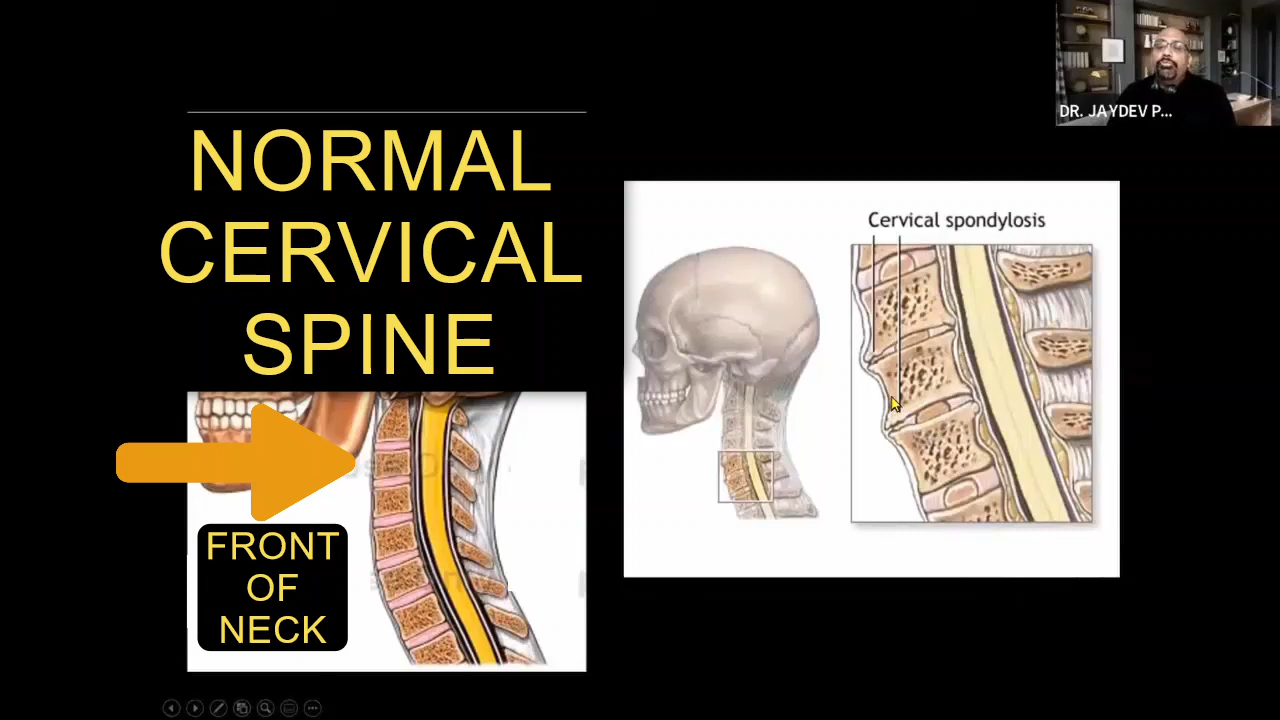 DR. JAYDEV P...
NORMAL
CERVICAL
SPINE
Cervical spondylosis
FRONT
OF
NECK